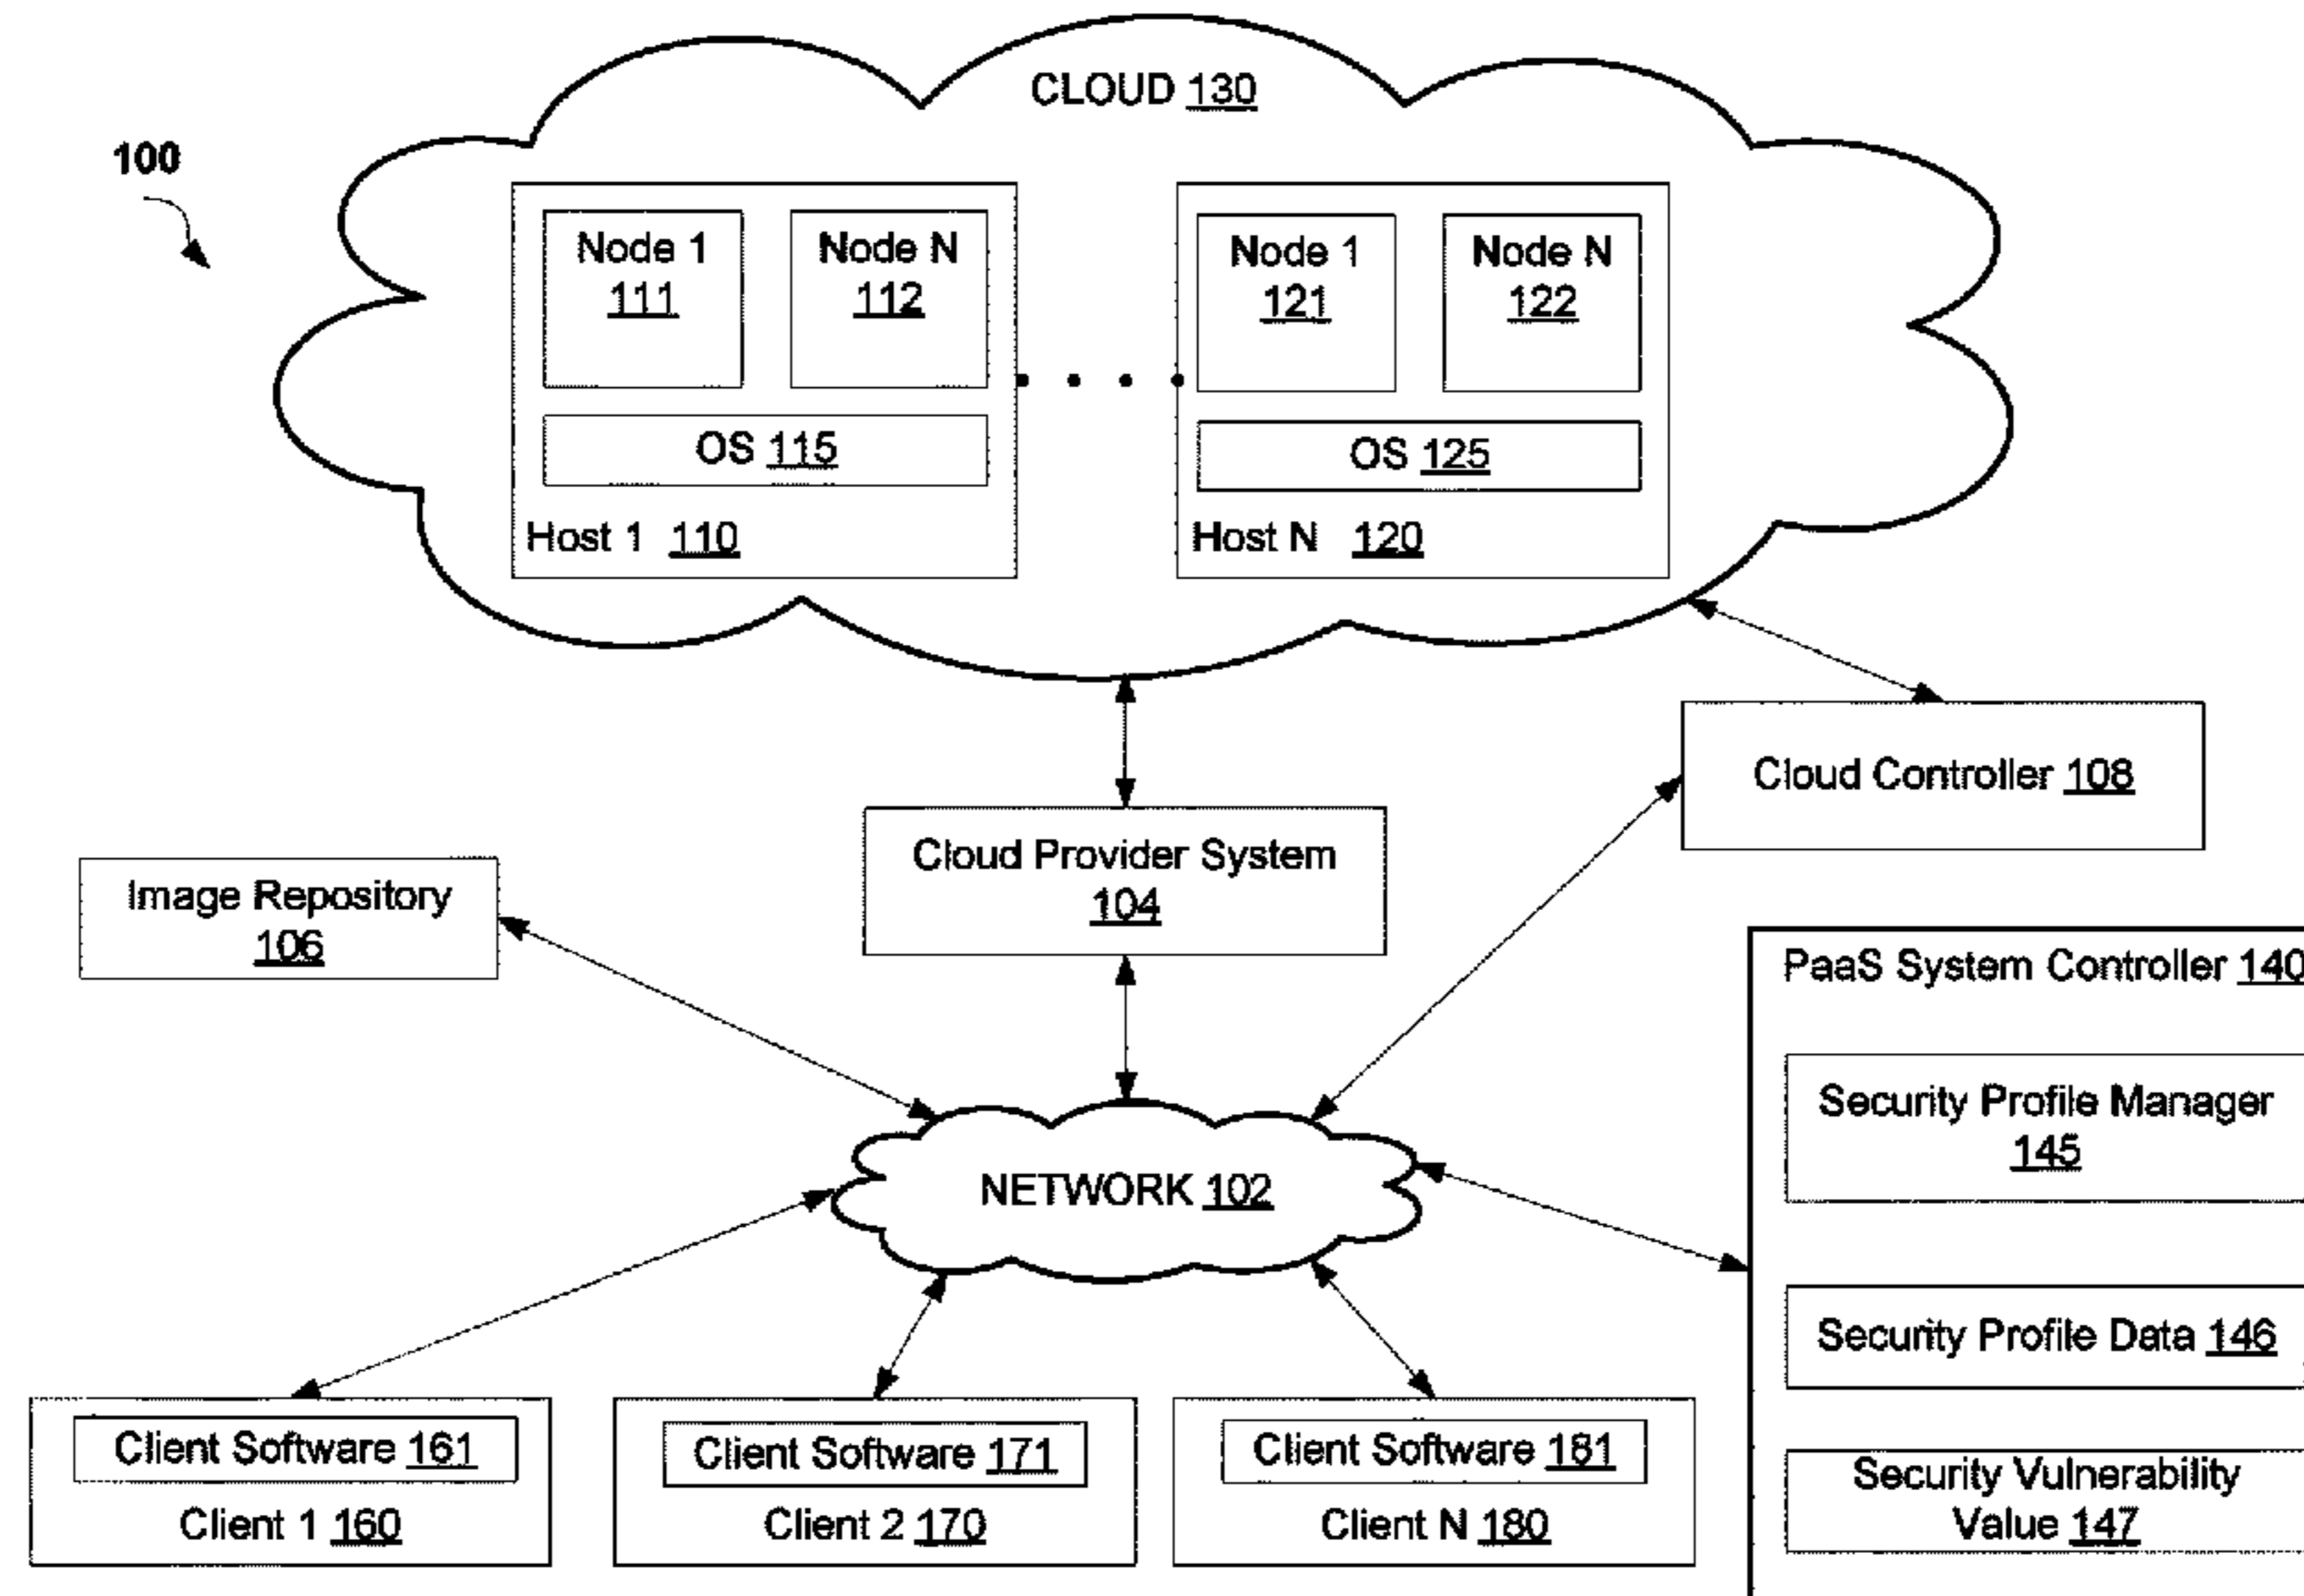 CLOUD 130
100
Node 1
111
Node N
112
OS 115
Host 1 110
Node 1
121
Node N
122
OS 125
Host N 120
Cloud Controller 108
Cloud Provider System
104
Image Repository
106
PaaS System Controller 140
Security Profile Manager
145
Security Profile Data 146
Security Vulnerability
Value 147
NETWORK 102
Client Software 161
Client 1 160
Client Software 171
Client 2 170
Client Software 181
Client N 180